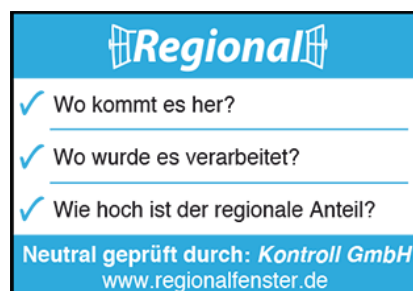 Regional
Wo kommt es her?
Wo wurde es verarbeitet?
Wie hoch ist der regionale Anteil?
Neutral geprüft durch: Kontroll GmbH
www.regionalfenster.de